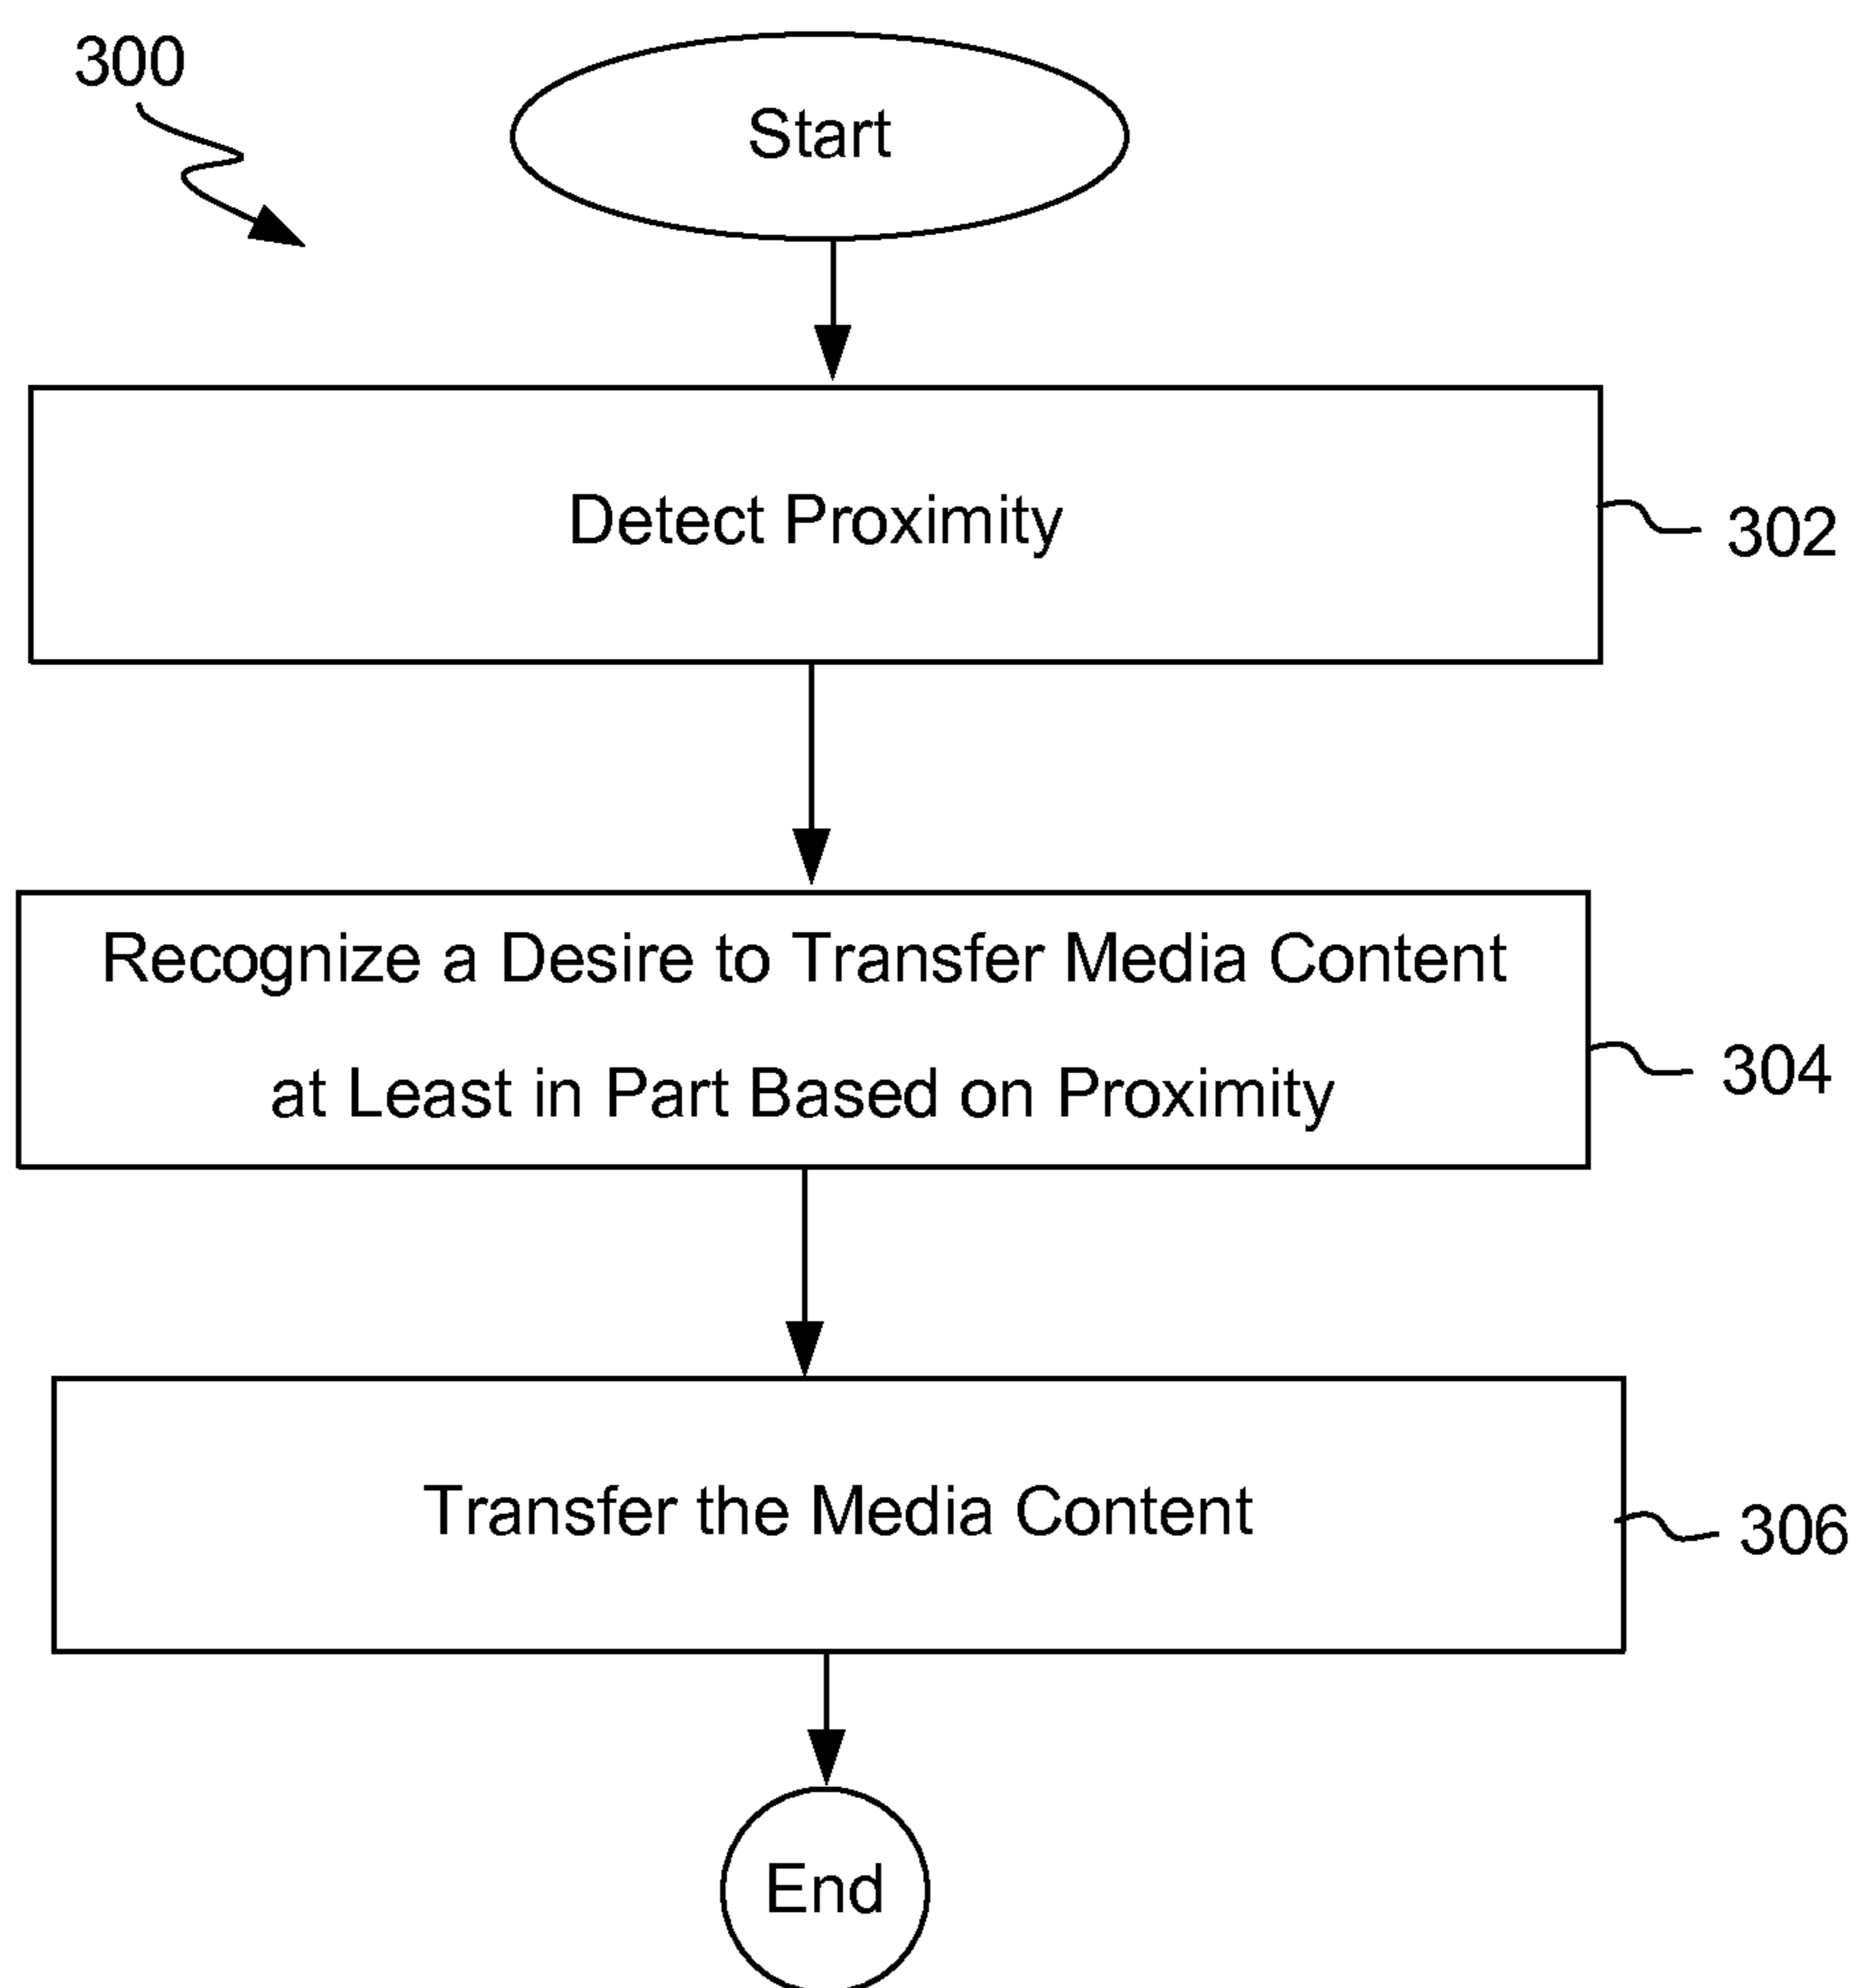 300
Start
Detect Proximity
302
Recognize a Desire to Transfer Media Content
at Least in Part Based on Proximity
304
Transfer the Media Content
306
End